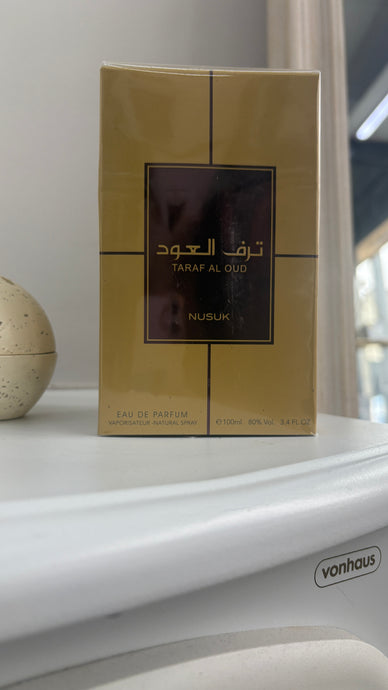 ترف العود
TARAF AL OUD
NUSUK
EAU DE PARFUM
VAPORISATEUR-NATURAL SPRAY
℮100ml 80% Vol. 3.4 FL OZ
vonhaus